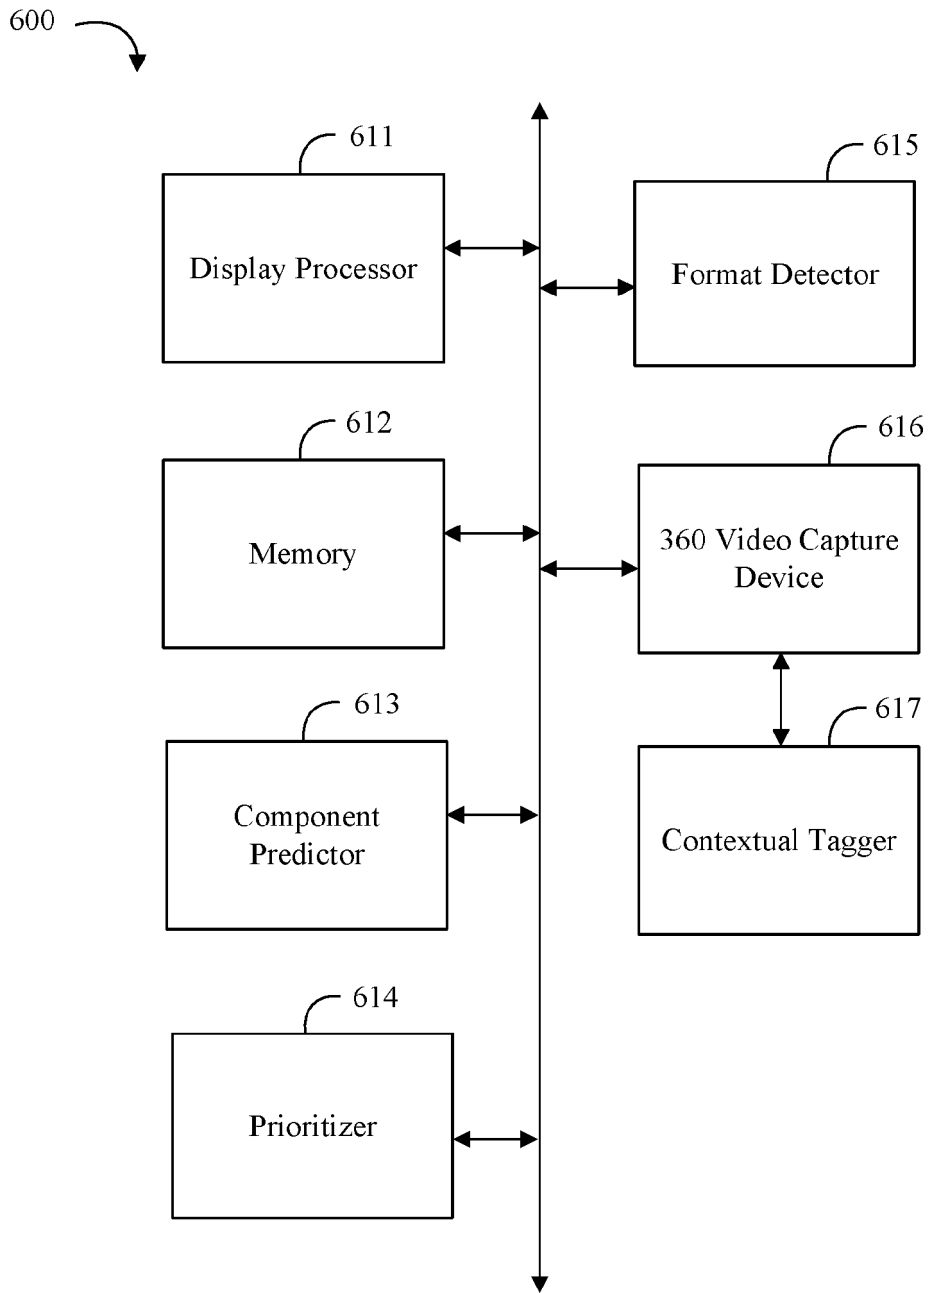 600
611
Display Processor
615
Format Detector
612
Memory
616
360 Video Capture
Device
613
Component
Predictor
617
Contextual Tagger
614
Prioritizer